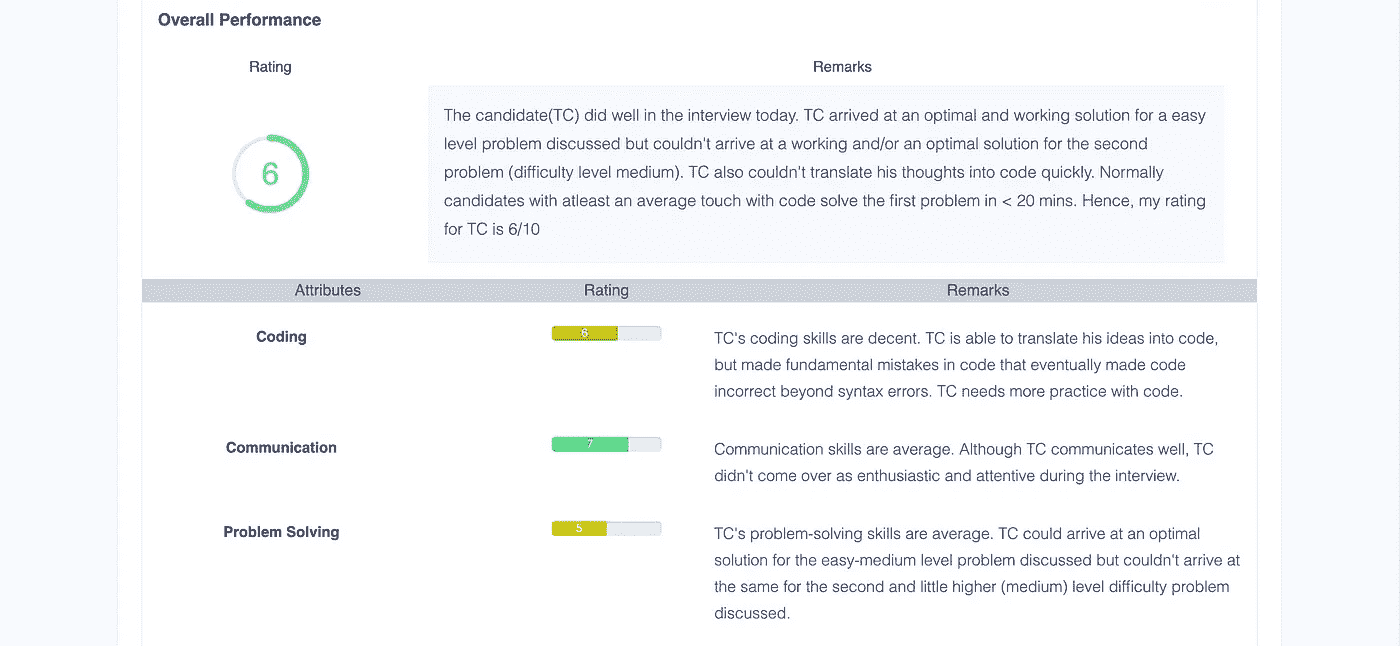 Overall Performance
Rating
Remarks
6
The candidate(TC) did well in the interview today. TC arrived at an optimal and working solution for a easy
level problem discussed but couldn't arrive at a working and/or an optimal solution for the second
problem (difficulty level medium). TC also couldn't translate his thoughts into code quickly. Normally
candidates with atleast an average touch with code solve the first problem in < 20 mins. Hence, my rating
for TC is 6/10
Attributes
Rating
Remarks
Coding
6
TC's coding skills are decent. TC is able to translate his ideas into code,
but made fundamental mistakes in code that eventually made code
incorrect beyond syntax errors. TC needs more practice with code.
Communication
7
Communication skills are average. Although TC communicates well, TC
didn't come over as enthusiastic and attentive during the interview.
Problem Solving
5
TC's problem-solving skills are average. TC could arrive at an optimal
solution for the easy-medium level problem discussed but couldn't arrive at
the same for the second and little higher (medium) level difficulty problem
discussed.